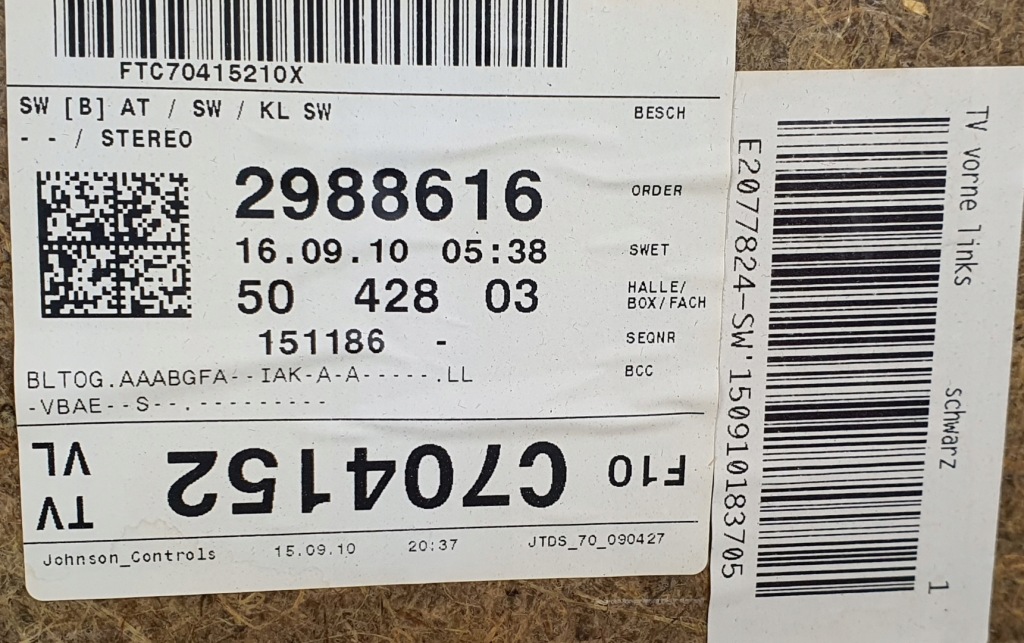 FTC70415210X
SW [B] AT / SW / KL SW
BESCH
- - / STEREO
2988616
ORDER
16.09.10 05:38
SWET
50 428 03
HALLE/
BOX/FACH
151186 -
SEQNR
BLTOG.AAABGFA--IAK-A-A------.LL
BCC
-VBAE--S--.---------
F10 C704152
TV
VL
Johnson_Controls 15.09.10 20:37 JTDS_70_090427
TV vorne links schwarz 1
E2077824-SW'150910183705